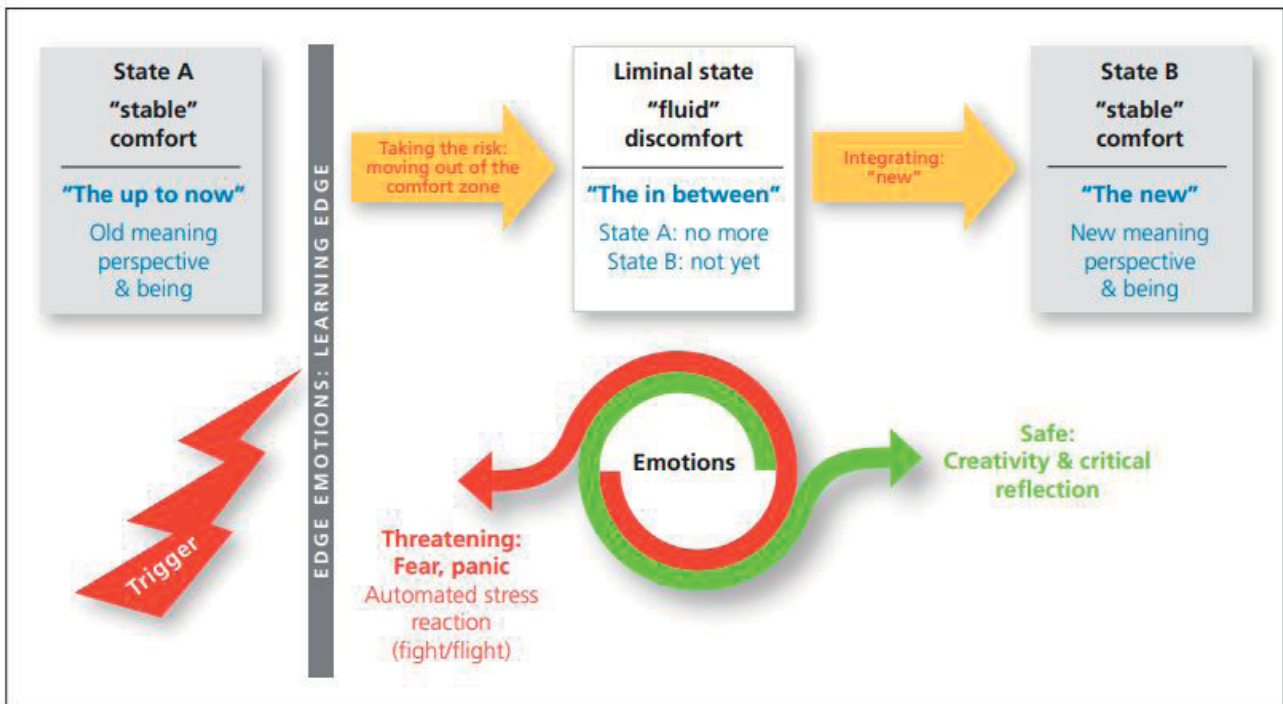 State A
"stable"
comfort
"The up to now"
Old meaning
perspective
& being
Trigger
EDGE EMOTIONS: LEARNING EDGE
Taking the risk:
moving out of the
comfort zone
Liminal state
"fluid"
discomfort
"The in between"
State A: no more
State B: not yet
Integrating:
"new"
State B
"stable"
comfort
"The new"
New meaning
perspective
& being
Emotions
Threatening:
Fear, panic
Automated stress
reaction
(fight/flight)
Safe:
Creativity & critical
reflection